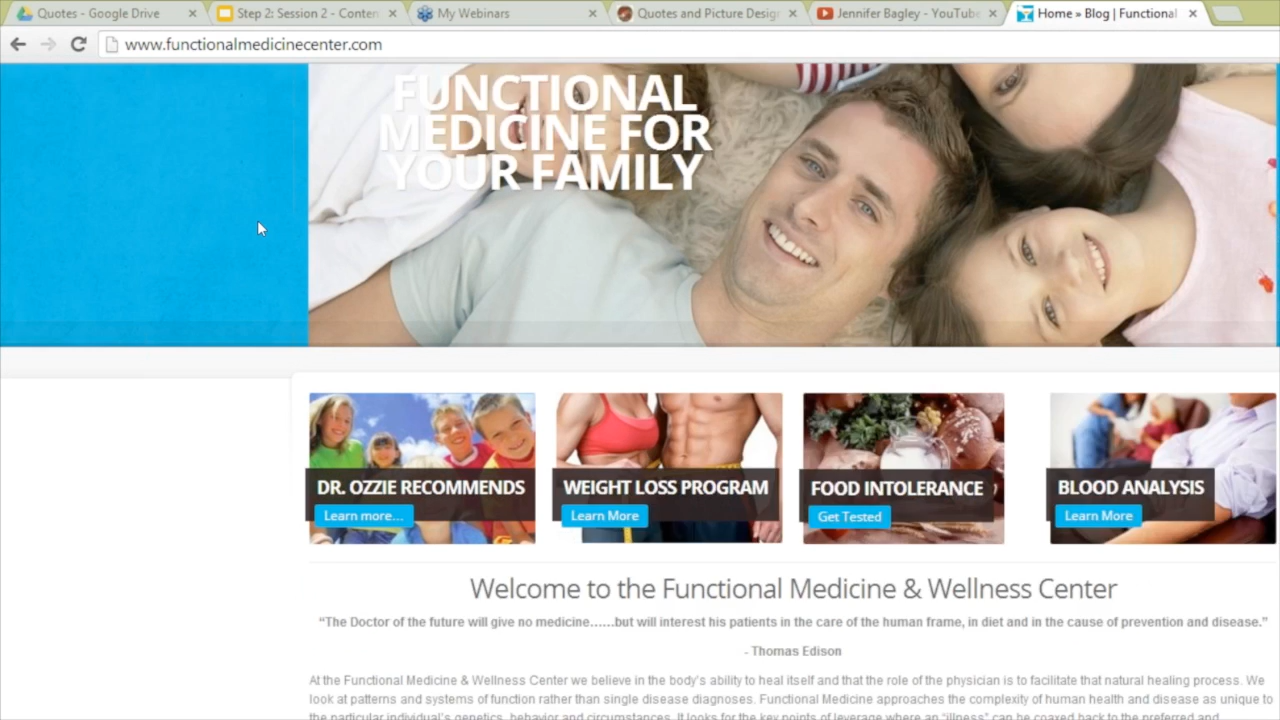 Quotes - Google Drive
Step 2: Session 2 - Conten
My Webinars
Quotes and Picture Design
Jennifer Bagley - YouTube
Home » Blog | Functional
www.functionalmedicinecenter.com
FUNCTIONAL
MEDICINE FOR
YOUR FAMILY
DR. OZZIE RECOMMENDS
Learn more...
WEIGHT LOSS PROGRAM
Learn More
FOOD INTOLERANCE
Get Tested
BLOOD ANALYSIS
Learn More
Welcome to the Functional Medicine & Wellness Center
“The Doctor of the future will give no medicine……but will interest his patients in the care of the human frame, in diet and in the cause of prevention and disease.”
- Thomas Edison
At the Functional Medicine & Wellness Center we believe in the body's ability to heal itself and that the role of the physician is to facilitate that natural healing process. We
look at patterns and systems of function rather than single disease diagnoses. Functional Medicine approaches the complexity of human health and disease as unique to
the particular individual's genetics, behavior and circumstances. It looks for the key points of leverage where an “illness” can be coaxed back to the preferred and